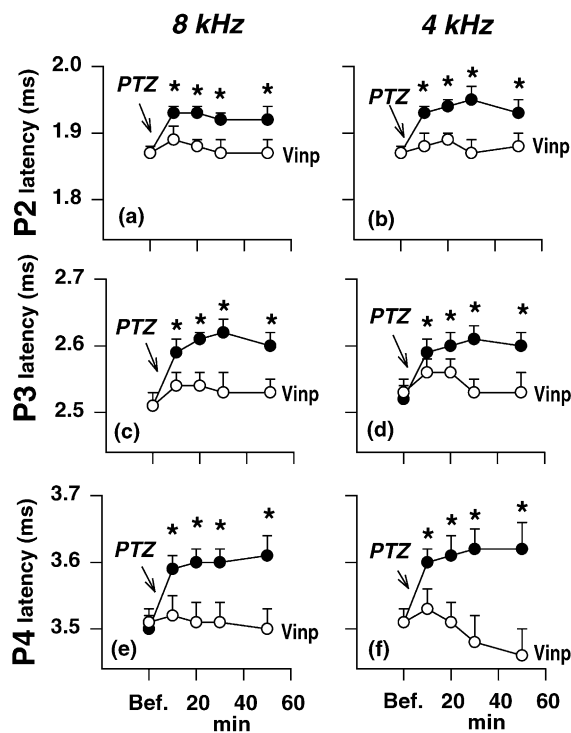 8 kHz 4 kHz
P2 latency (ms)
2.0
1.9
1.8
PTZ
* * * *
Vinp
(a)
PTZ
* * * *
Vinp
(b)
P3 latency (ms)
2.7
2.6
2.5
PTZ
* * * *
Vinp
(c)
PTZ
* * * *
Vinp
(d)
P4 latency (ms)
3.7
3.6
3.5
PTZ
* * * *
Vinp
(e)
PTZ
* * * *
Vinp
(f)
Bef. 20 40 60
min
Bef. 20 40 60
min